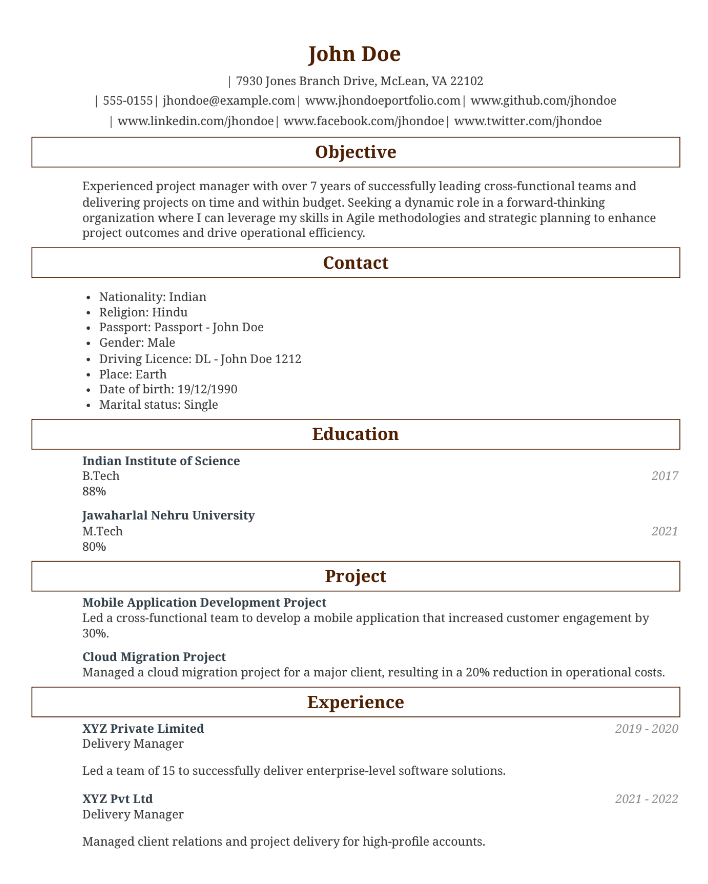 John Doe
| 7930 Jones Branch Drive, McLean, VA 22102
| 555-0155| jhondoe@example.com| www.jhondoeportfolio.com| www.github.com/jhondoe
| www.linkedin.com/jhondoe| www.facebook.com/jhondoe| www.twitter.com/jhondoe
Objective
Experienced project manager with over 7 years of successfully leading cross-functional teams and
delivering projects on time and within budget. Seeking a dynamic role in a forward-thinking
organization where I can leverage my skills in Agile methodologies and strategic planning to enhance
project outcomes and drive operational efficiency.
Contact
• Nationality: Indian
• Religion: Hindu
• Passport: Passport - John Doe
• Gender: Male
• Driving Licence: DL - John Doe 1212
• Place: Earth
• Date of birth: 19/12/1990
• Marital status: Single
Education
Indian Institute of Science
B.Tech 2017
88%
Jawaharlal Nehru University
M.Tech 2021
80%
Project
Mobile Application Development Project
Led a cross-functional team to develop a mobile application that increased customer engagement by
30%.
Cloud Migration Project
Managed a cloud migration project for a major client, resulting in a 20% reduction in operational costs.
Experience
XYZ Private Limited 2019 - 2020
Delivery Manager
Led a team of 15 to successfully deliver enterprise-level software solutions.
XYZ Pvt Ltd 2021 - 2022
Delivery Manager
Managed client relations and project delivery for high-profile accounts.